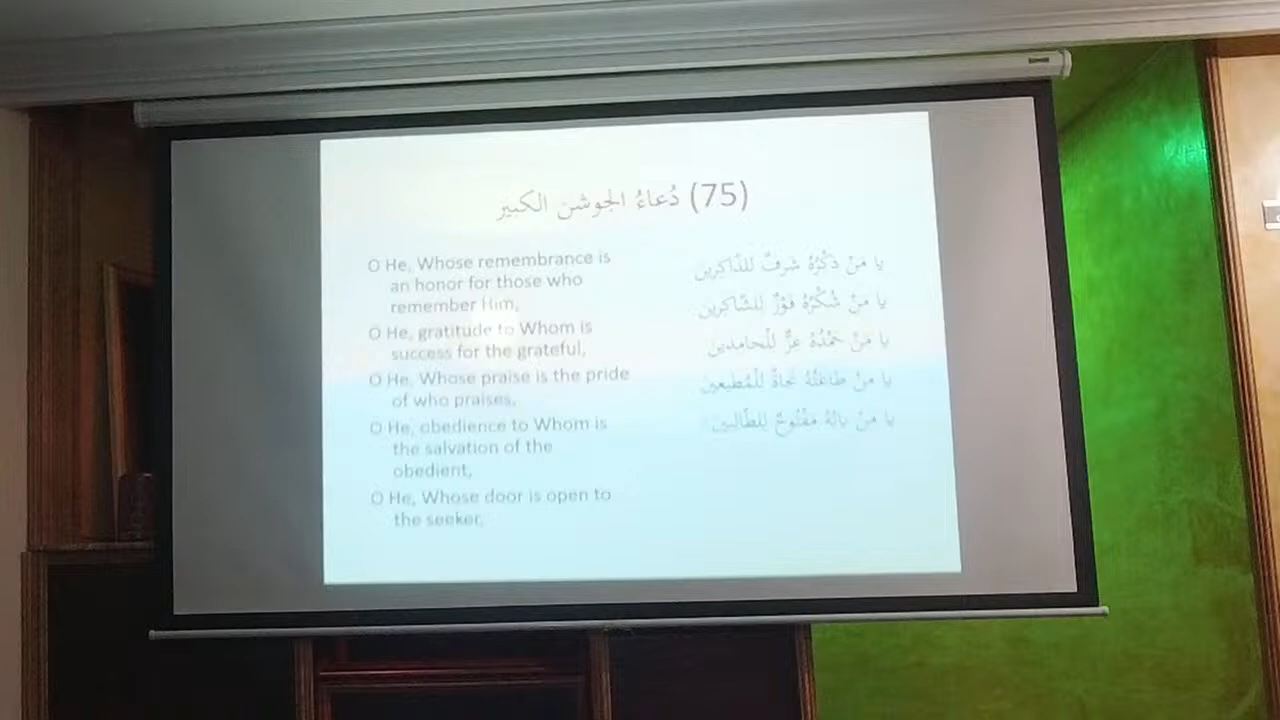 (75) دُعاءُ الجوشن الكبير
O He, Whose remembrance is
an honor for those who
remember Him,
O He, gratitude to Whom is
success for the grateful,
O He, Whose praise is the pride
of who praises,
O He, obedience to Whom is
the salvation of the
obedient,
O He, Whose door is open to
the seeker,
يا مَنْ ذِكْرُهُ شَرفٌ لِلذّاكِرين
يا مَنْ شُكْرُهُ فَوْزٌ لِلشّاكِرين
يا مَنْ حَمْدُهُ عِزٌّ لِلْحامِدين
يا مَنْ طاعَتُهُ نَجاةٌ لِلْمُطيعين
يا مَنْ بابُهُ مَفْتُوحٌ لِلطّالِبين